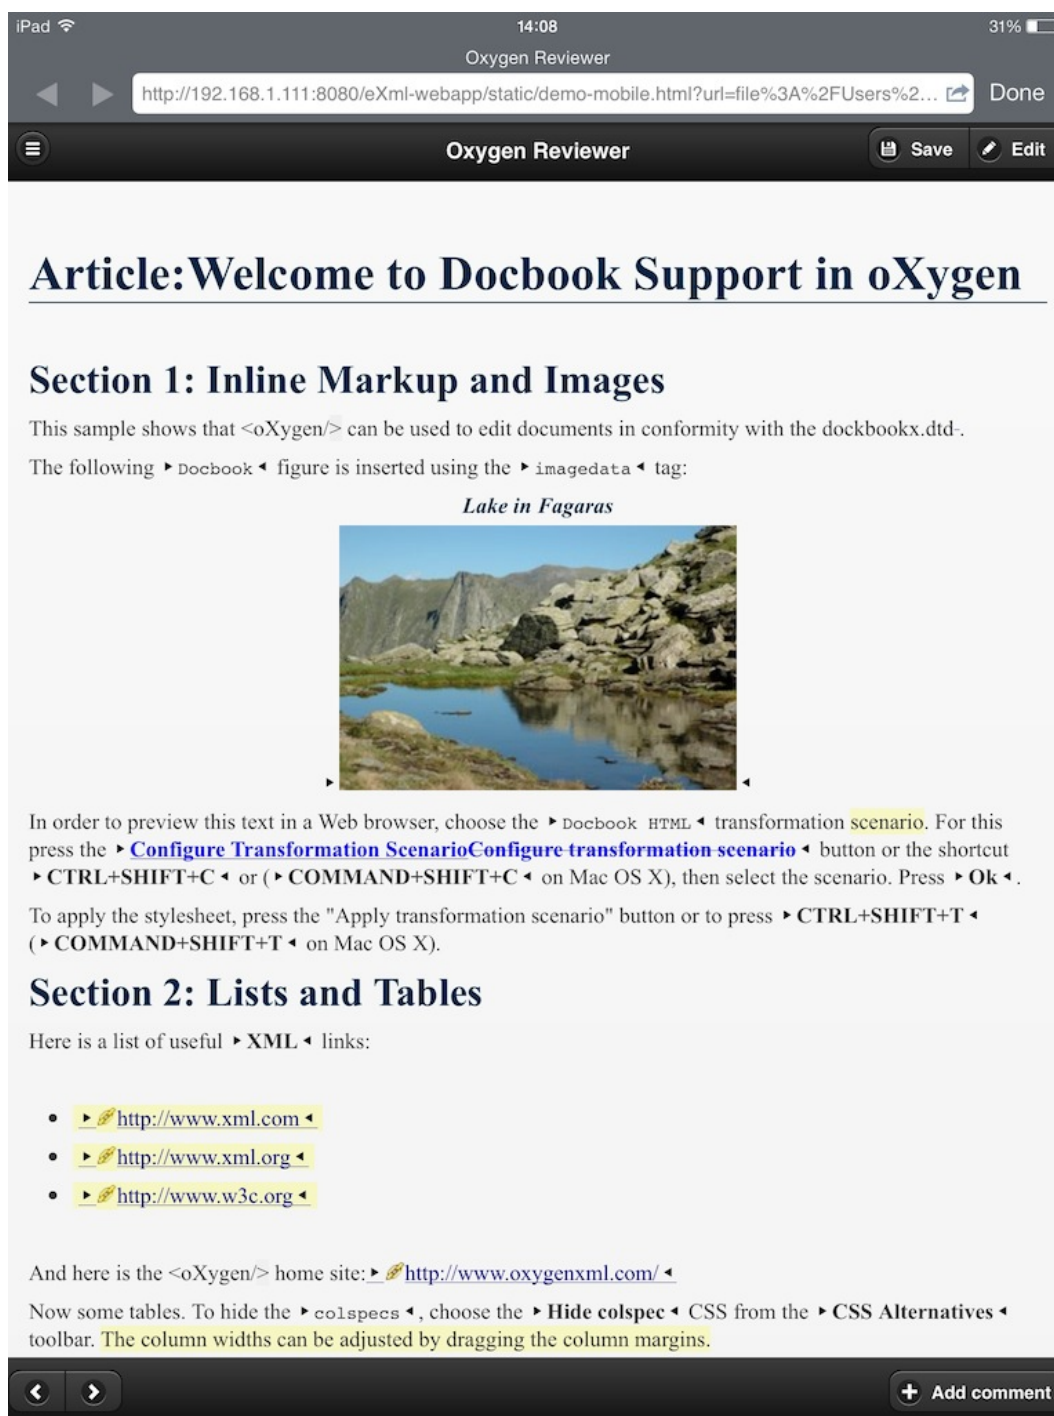 iPad 14:08 31%
Oxygen Reviewer
http://192.168.1.111:8080/eXml-webapp/static/demo-mobile.html?url=file%3A%2FUsers%2... Done
Oxygen Reviewer Save Edit
Article:Welcome to Docbook Support in oXygen
Section 1: Inline Markup and Images
This sample shows that <oXygen/> can be used to edit documents in conformity with the dockbookx.dtd-.
The following ▸Docbook◂ figure is inserted using the ▸imagedata◂ tag:
Lake in Fagaras
In order to preview this text in a Web browser, choose the ▸Docbook HTML◂ transformation scenario. For this
press the ▸Configure Transformation ScenarioConfigure transformation scenario◂ button or the shortcut
▸CTRL+SHIFT+C◂ or (▸COMMAND+SHIFT+C◂ on Mac OS X), then select the scenario. Press ▸Ok◂.
To apply the stylesheet, press the "Apply transformation scenario" button or to press ▸CTRL+SHIFT+T◂
(▸COMMAND+SHIFT+T◂ on Mac OS X).
Section 2: Lists and Tables
Here is a list of useful ▸XML◂ links:
• ▸http://www.xml.com◂
• ▸http://www.xml.org◂
• ▸http://www.w3c.org◂
And here is the <oXygen/> home site:▸http://www.oxygenxml.com/◂
Now some tables. To hide the ▸colspecs◂, choose the ▸Hide colspec◂ CSS from the ▸CSS Alternatives◂
toolbar. The column widths can be adjusted by dragging the column margins.
Add comment